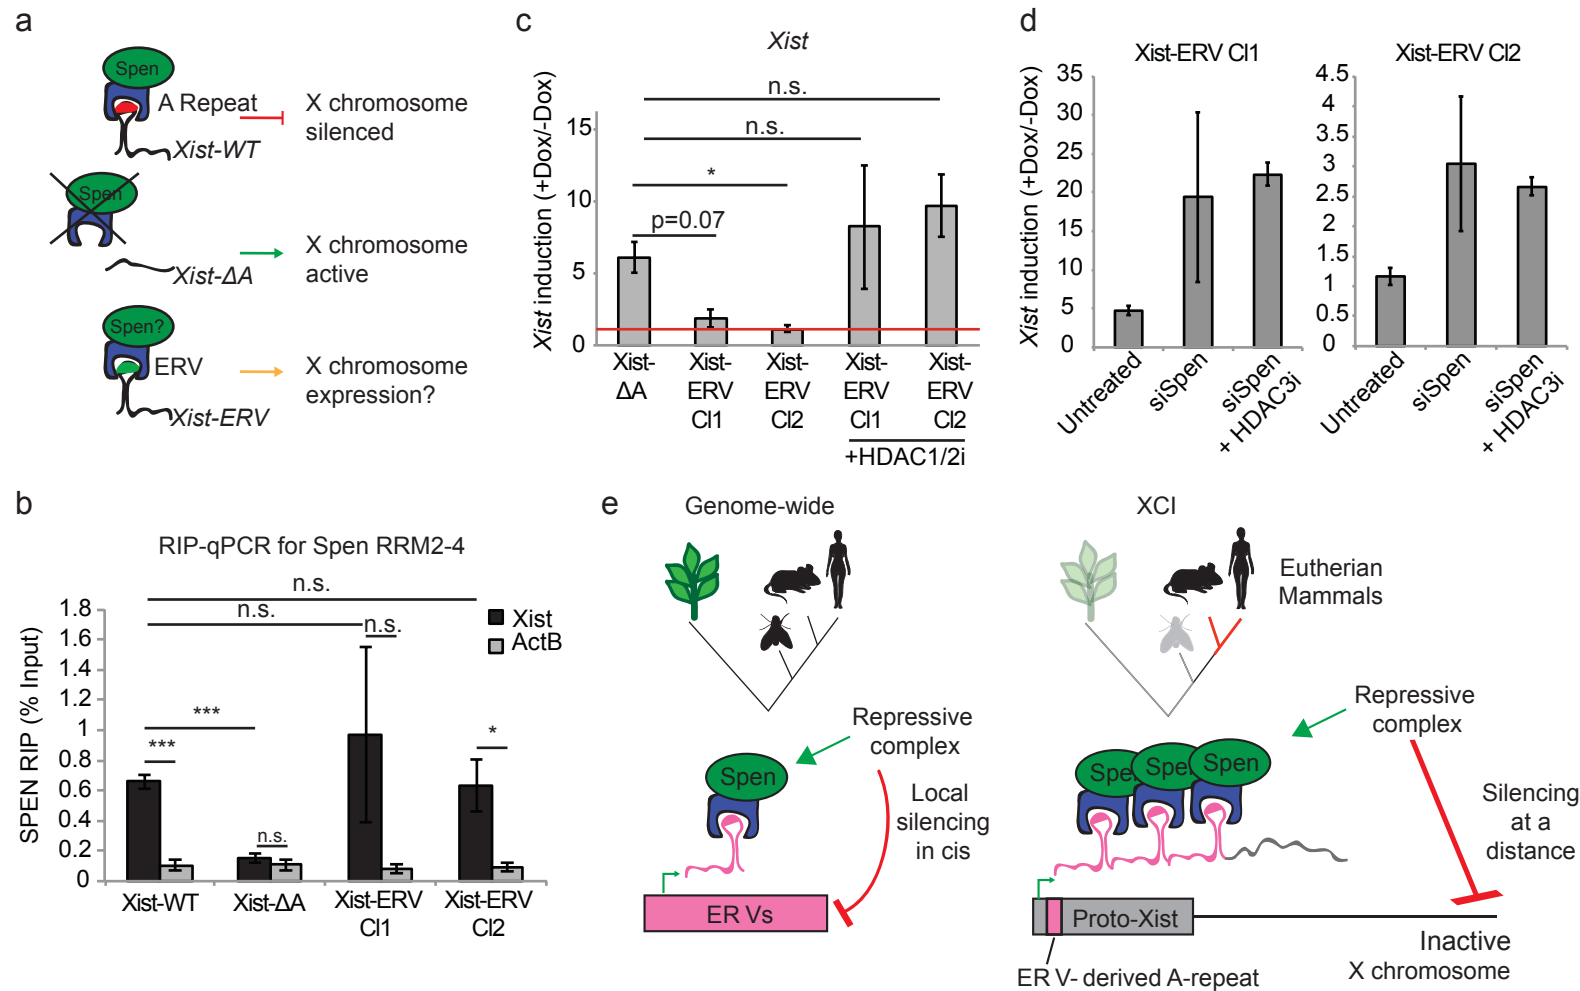 a
Spen
A Repeat
Xist-WT
X chromosome
silenced
Spen
Xist-ΔA
X chromosome
active
Spen?
ERV
Xist-ERV
X chromosome
expression?
b
RIP-qPCR for Spen RRM2-4
n.s.
n.s.
n.s.
***
***
n.s.
*
Xist
ActB
SPEN RIP (% Input)
1.8
1.6
1.4
1.2
1
0.8
0.6
0.4
0.2
0
Xist-WT
Xist-ΔA
Xist-ERV
Cl1
Xist-ERV
Cl2
c
Xist
n.s.
n.s.
*
p=0.07
Xist induction (+Dox/-Dox)
15
10
5
0
Xist-
ΔA
Xist-
ERV
Cl1
Xist-
ERV
Cl2
Xist-
ERV
Cl1
Xist-
ERV
Cl2
+HDAC1/2i
d
Xist-ERV Cl1
Xist induction (+Dox/-Dox)
35
30
25
20
15
10
5
0
Untreated
siSpen
siSpen
+ HDAC3i
Xist-ERV Cl2
4.5
4
3.5
3
2.5
2
1.5
1
0.5
0
Untreated
siSpen
siSpen
+ HDAC3i
e
Genome-wide
Repressive
complex
Spen
Local
silencing
in cis
ER Vs
XCI
Eutherian
Mammals
Repressive
complex
Spen
Spen
Spen
Silencing
at a
distance
Proto-Xist
Inactive
X chromosome
ER V- derived A-repeat